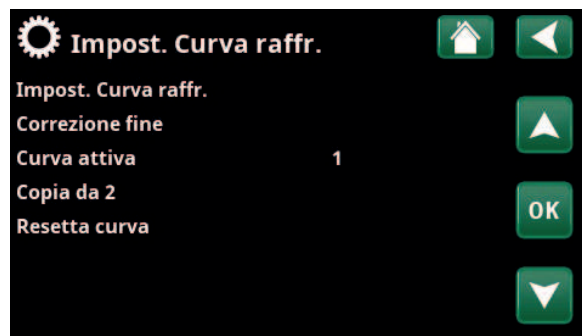 Impost. Curva raffr.
Impost. Curva raffr.
Correzione fine
Curva attiva 1
Copia da 2
OK
Resetta curva